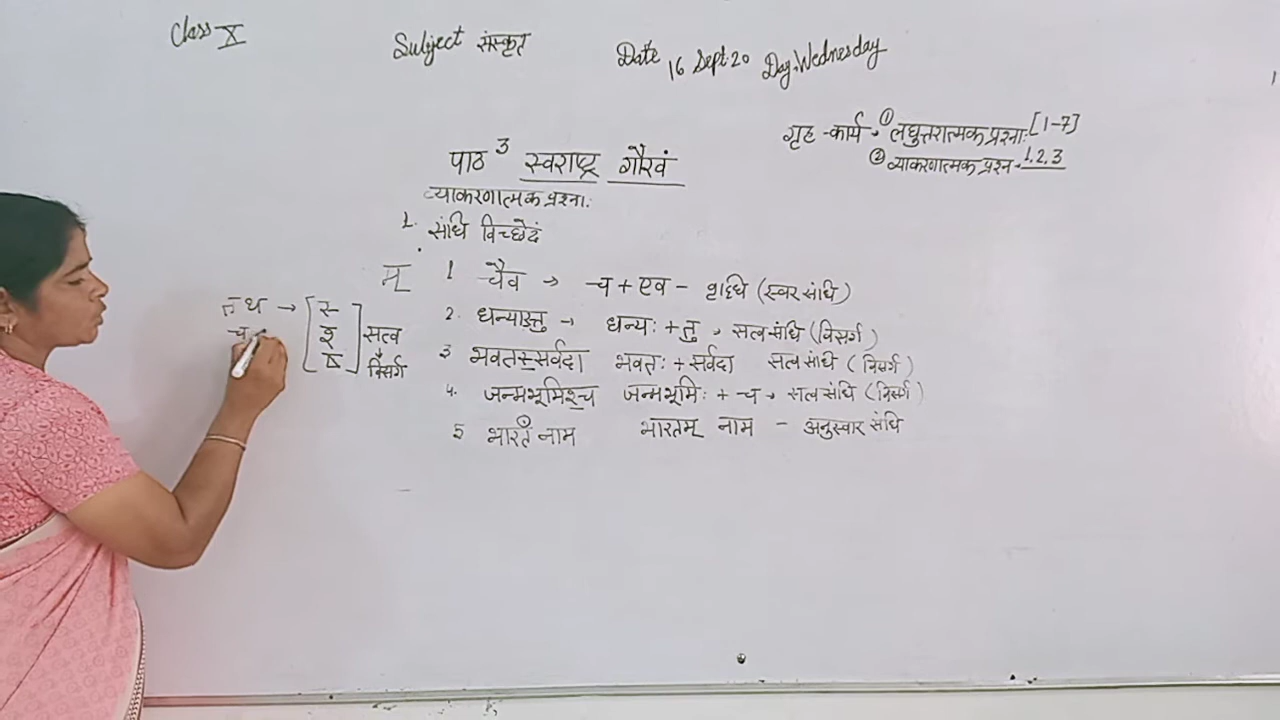 Class X
Subject संस्कृत
Date 16 Sept. 20 Day. Wednesday
गृह -कार्य - ① लघुत्तरात्मक प्रश्नाः [1-7]
② व्याकरणात्मक प्रश्न - 1, 2, 3
पाठ 3 स्वराष्ट्र गौरवं
व्याकरणात्मक प्रश्नाः
1. संधि विच्छेदं
म्
1 चैव → च + एव - वृद्धि (स्वर संधि)
2. धन्यास्तु → धन्यः + तु → सत्व संधि (विसर्ग)
3 भवतस्सर्वदा भवतः + सर्वदा सत्व संधि (विसर्ग)
4. जन्मभूमिश्च जन्मभूमिः + च → सत्व संधि (विसर्ग)
5 भारतं नाम भारतम् नाम - अनुस्वार संधि
त थ → [ स्
च श् ] सत्व
ष् विसर्ग